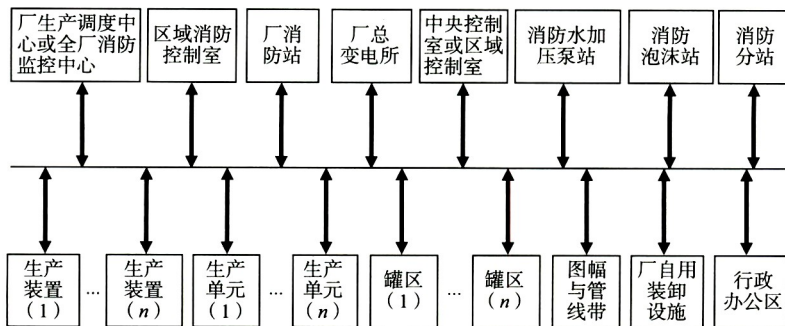 厂生产调度中
心或全厂消防
监控中心
区域消防
控制室
厂消
防站
厂总
变电所
中央控制
室或区域
控制室
消防水加
压泵站
消防
泡沫站
消防
分站
生产
装置
(1)
...
生产
装置
(n)
生产
单元
(1)
...
生产
单元
(n)
罐区
(1)
...
罐区
(n)
图幅
与管
线带
厂自用
装卸
设施
行政
办公区